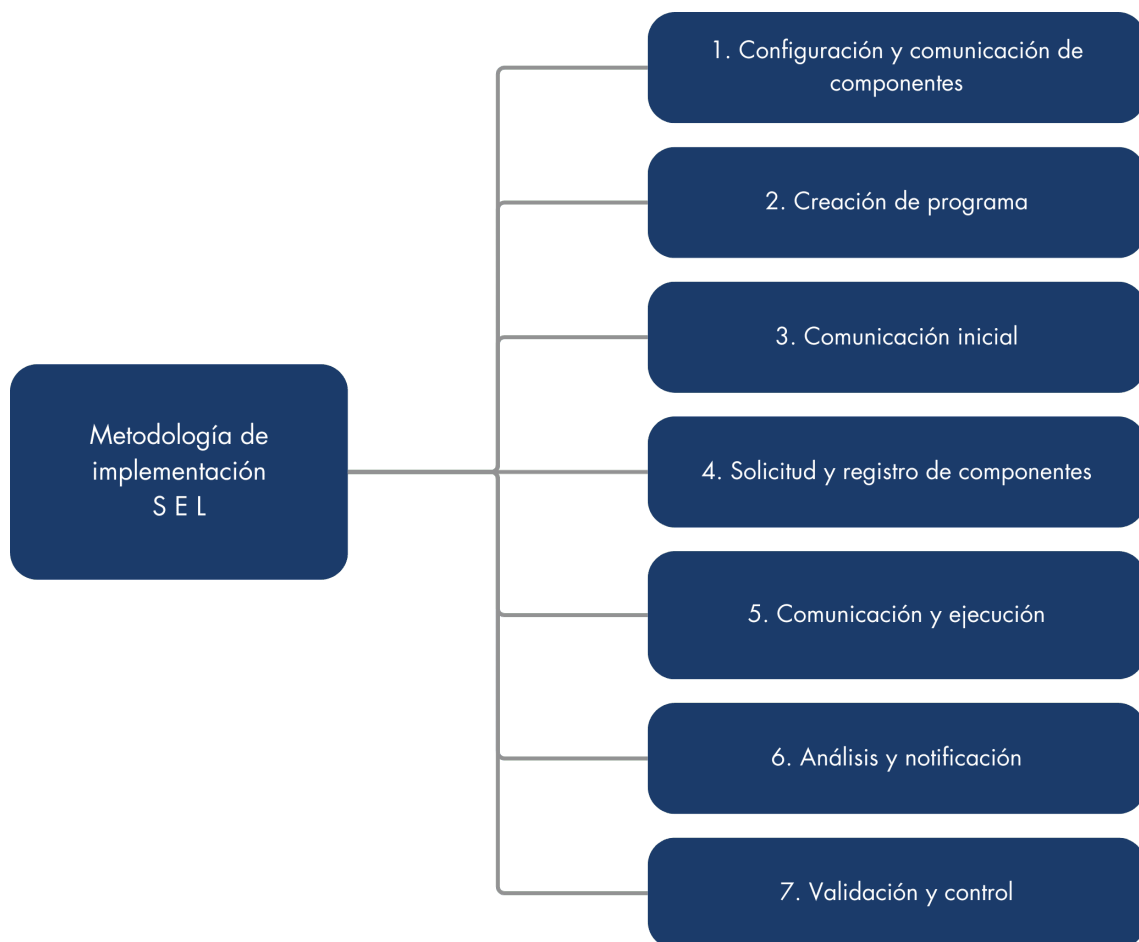 1. Configuración y comunicación de
componentes
2. Creación de programa
3. Comunicación inicial
Metodología de
implementación
S E L
4. Solicitud y registro de componentes
5. Comunicación y ejecución
6. Análisis y notificación
7. Validación y control